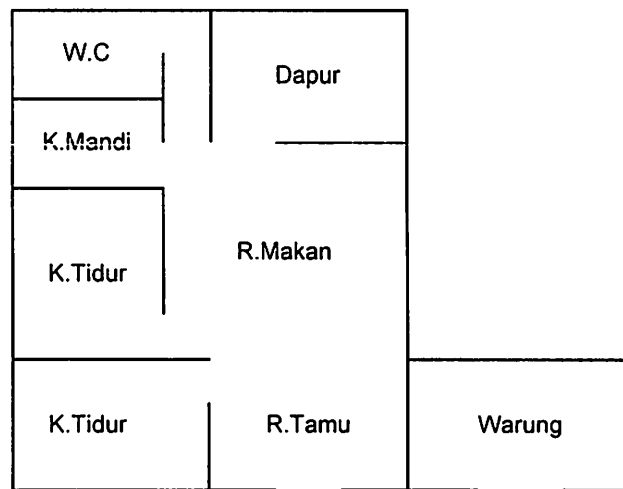 W.C
Dapur
K.Mandi
R.Makan
K.Tidur
K.Tidur
R.Tamu
Warung